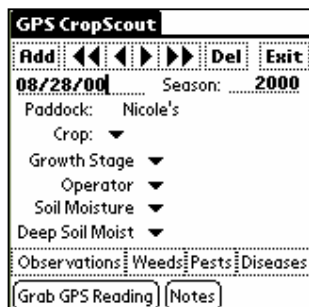 GPS CropScout
Add Del Exit
08/28/00 Season: 2000
Paddock: Nicole's
Crop:
Growth Stage
Operator
Soil Moisture
Deep Soil Moist
Observations Weeds Pests Diseases
Grab GPS Reading Notes